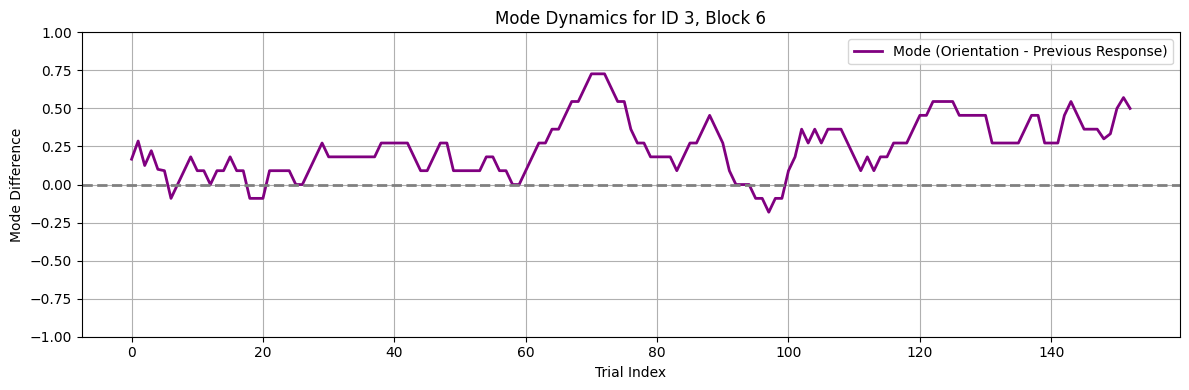 Mode Dynamics for ID 3, Block 6
Mode (Orientation - Previous Response)
Mode Difference
1.00
0.75
0.50
0.25
0.00
−0.25
−0.50
−0.75
−1.00
0 20 40 60 80 100 120 140
Trial Index